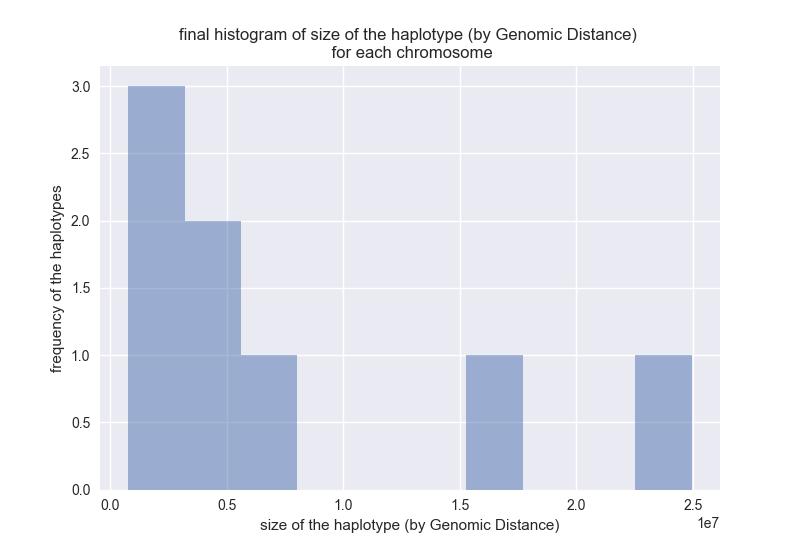 final histogram of size of the haplotype (by Genomic Distance)
for each chromosome
3.0
2.5
2.0
1.5
1.0
0.5
0.0
frequency of the haplotypes
0.0 0.5 1.0 1.5 2.0 2.5
1e7
size of the haplotype (by Genomic Distance)